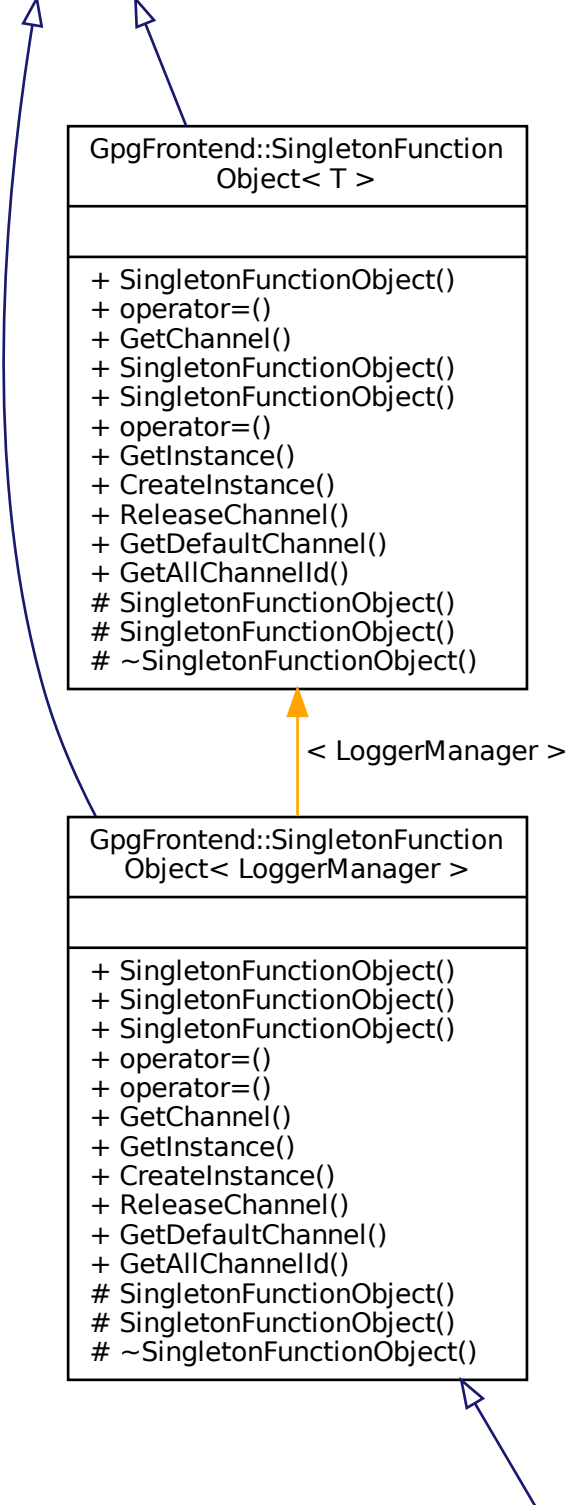 GpgFrontend::SingletonFunction
Object< T >
+ SingletonFunctionObject()
+ operator=()
+ GetChannel()
+ SingletonFunctionObject()
+ SingletonFunctionObject()
+ operator=()
+ GetInstance()
+ CreateInstance()
+ ReleaseChannel()
+ GetDefaultChannel()
+ GetAllChannelId()
# SingletonFunctionObject()
# SingletonFunctionObject()
# ~SingletonFunctionObject()
< LoggerManager >
GpgFrontend::SingletonFunction
Object< LoggerManager >
+ SingletonFunctionObject()
+ SingletonFunctionObject()
+ SingletonFunctionObject()
+ operator=()
+ operator=()
+ GetChannel()
+ GetInstance()
+ CreateInstance()
+ ReleaseChannel()
+ GetDefaultChannel()
+ GetAllChannelId()
# SingletonFunctionObject()
# SingletonFunctionObject()
# ~SingletonFunctionObject()